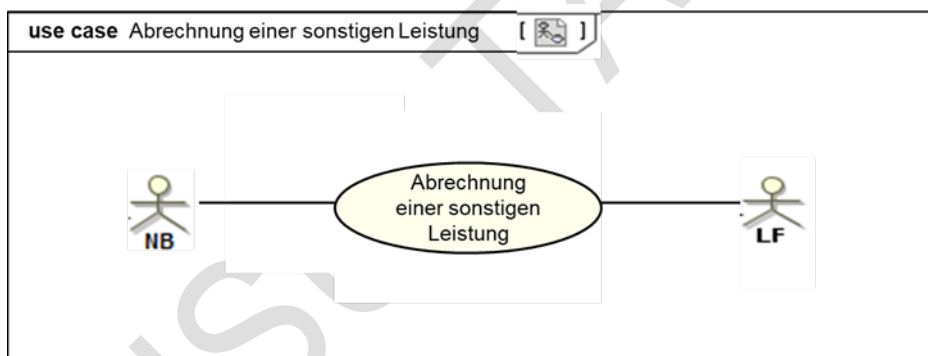 use case Abrechnung einer sonstigen Leistung [ ]
Abrechnung
einer sonstigen
Leistung
NB
LF